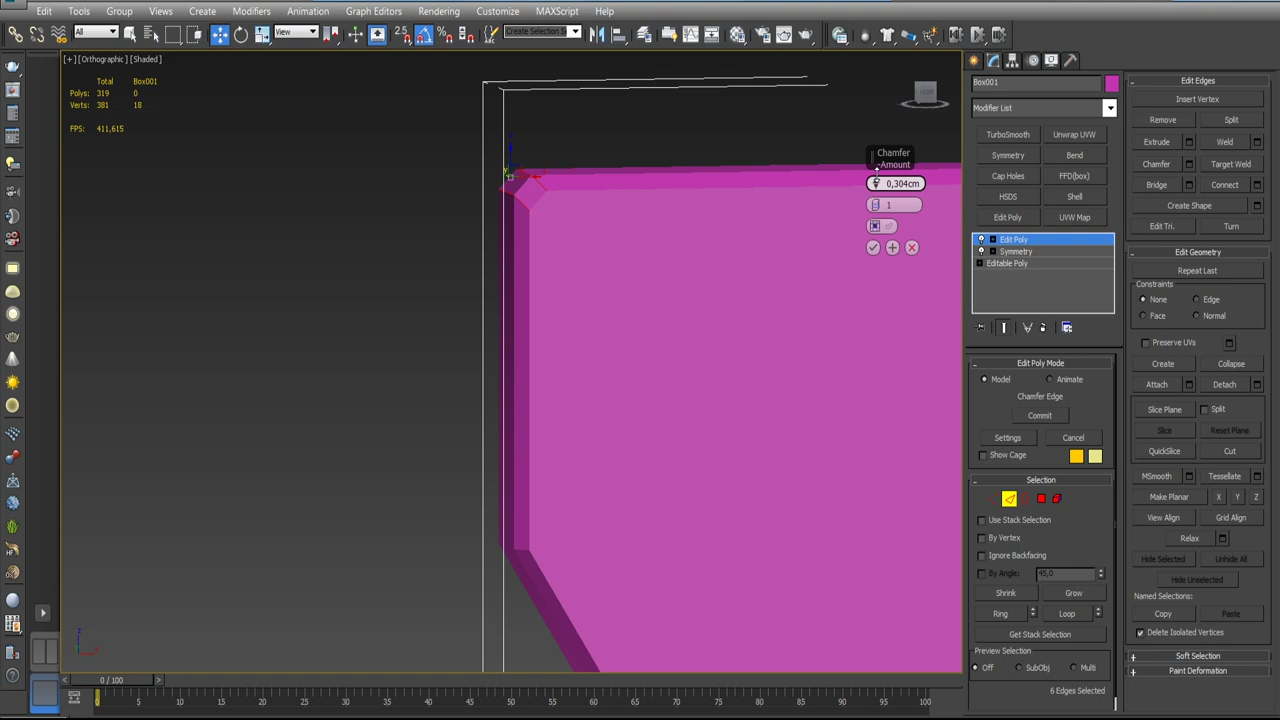 Edit Tools Group Views Create Modifiers Animation Graph Editors Rendering Customize MAXScript Help
All
View
2.5
Create Selection S
[+] [Orthographic ] [Shaded ]
Total Box001
Polys: 319 0
Verts: 381 18
FPS: 411,615
Chamfer
-Amount
0,304cm
1
Box001
Modifier List
TurboSmooth Unwrap UVW
Symmetry Bend
Cap Holes FFD(box)
HSDS Shell
Edit Poly UVW Map
Edit Poly
Symmetry
Editable Poly
Edit Poly Mode
Model Animate
Chamfer Edge
Commit
Settings Cancel
Show Cage
Selection
Use Stack Selection
By Vertex
Ignore Backfacing
By Angle: 45,0
Shrink Grow
Ring Loop
Get Stack Selection
Preview Selection
Off SubObj Multi
6 Edges Selected
Edit Edges
Insert Vertex
Remove Split
Extrude Weld
Chamfer Target Weld
Bridge Connect
Create Shape
Edit Tri. Turn
Edit Geometry
Repeat Last
Constraints
None Edge
Face Normal
Preserve UVs
Create Collapse
Attach Detach
Slice Plane Split
Slice Reset Plane
QuickSlice Cut
MSmooth Tessellate
Make Planar X Y Z
View Align Grid Align
Relax
Hide Selected Unhide All
Hide Unselected
Named Selections:
Copy Paste
Delete Isolated Vertices
Soft Selection
Paint Deformation
0 / 100
0 5 10 15 20 25 30 35 40 45 50 55 60 65 70 75 80 85 90 95 100